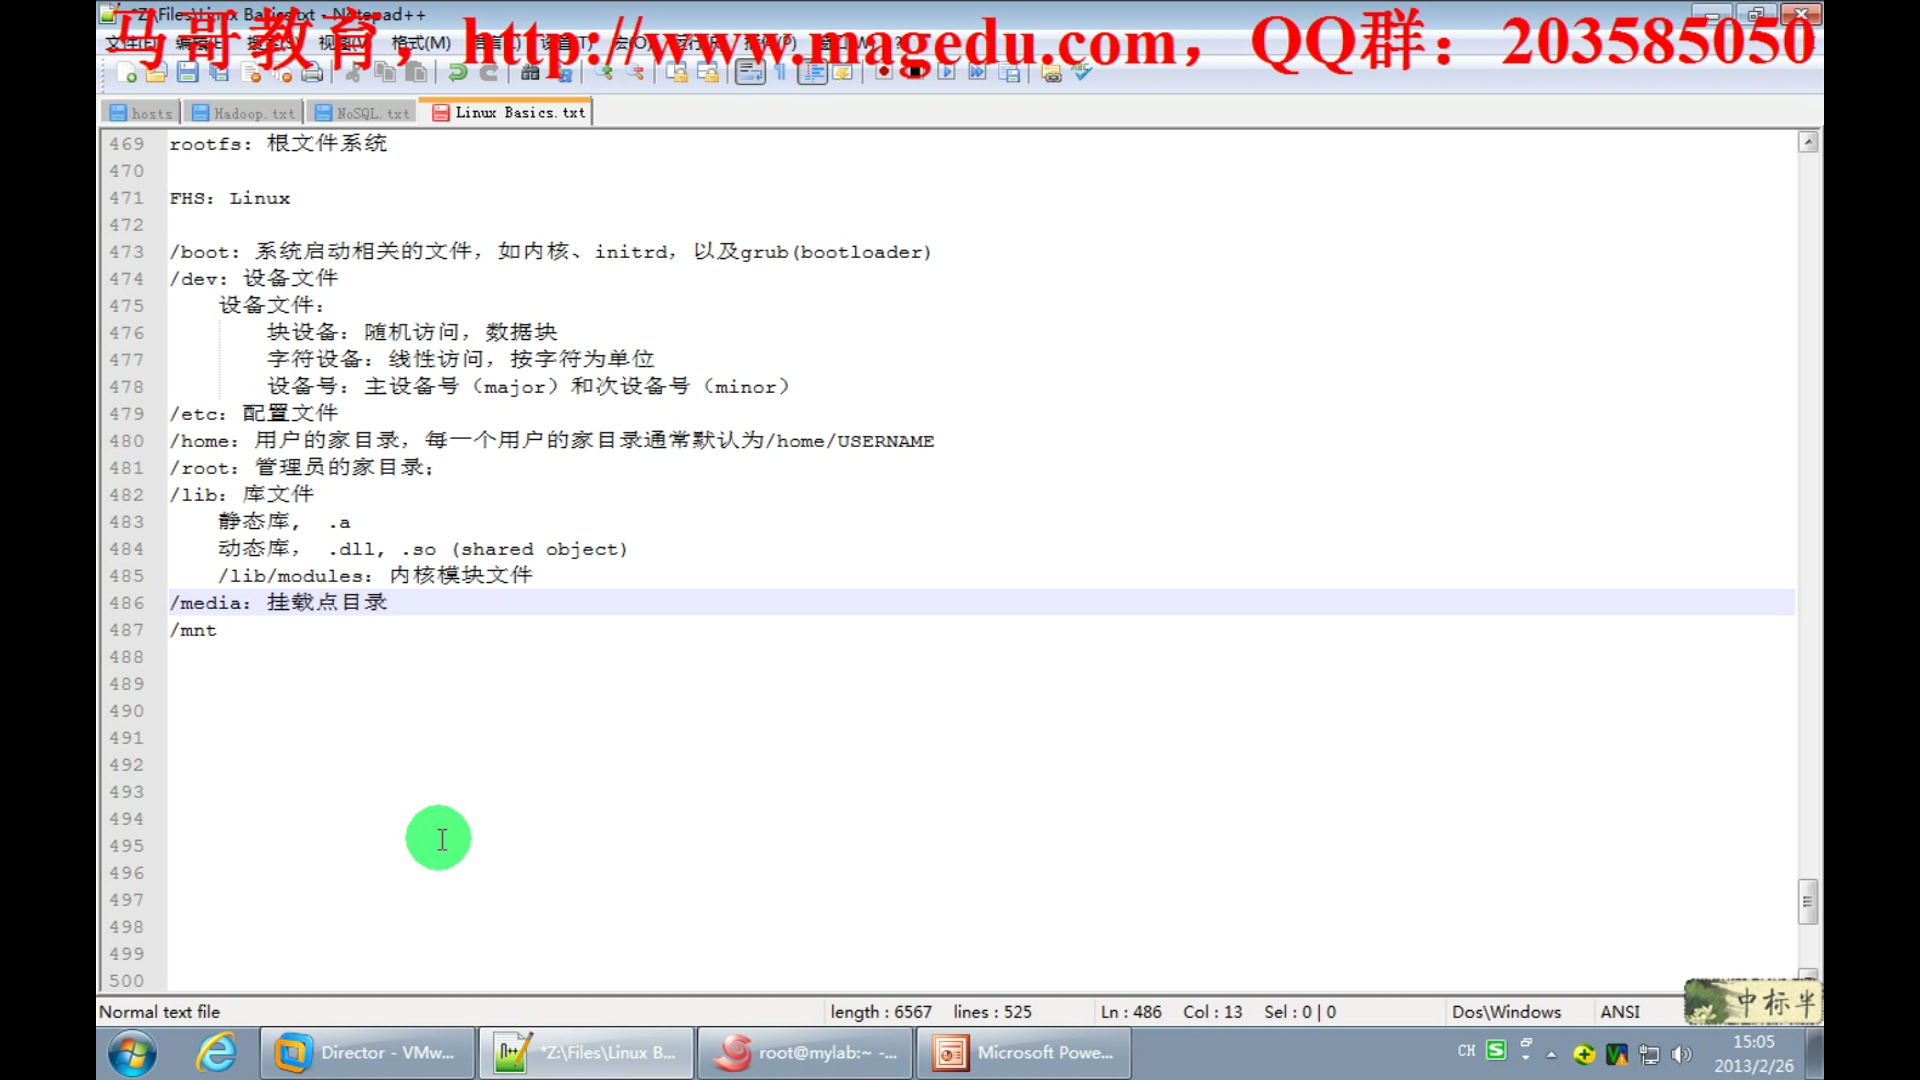 *Z:\Files\Linux Basics.txt - Notepad++
马哥教育，http://www.magedu.com，QQ群：203585050
格式(M)
hosts
Hadoop.txt
NoSQL.txt
Linux Basics.txt
469 rootfs: 根文件系统
470
471 FHS: Linux
472
473 /boot: 系统启动相关的文件，如内核、initrd，以及grub(bootloader)
474 /dev: 设备文件
475 设备文件:
476 块设备: 随机访问，数据块
477 字符设备: 线性访问，按字符为单位
478 设备号: 主设备号（major）和次设备号（minor）
479 /etc: 配置文件
480 /home: 用户的家目录，每一个用户的家目录通常默认为/home/USERNAME
481 /root: 管理员的家目录;
482 /lib: 库文件
483 静态库, .a
484 动态库, .dll, .so (shared object)
485 /lib/modules: 内核模块文件
486 /media: 挂载点目录
487 /mnt
488
489
490
491
492
493
494
495
496
497
498
499
500
Normal text file
length : 6567 lines : 525
Ln : 486 Col : 13 Sel : 0 | 0
Dos\Windows
ANSI
中标半
Director - VMw...
*Z:\Files\Linux B...
root@mylab:~ -...
Microsoft Powe...
CH
15:05
2013/2/26